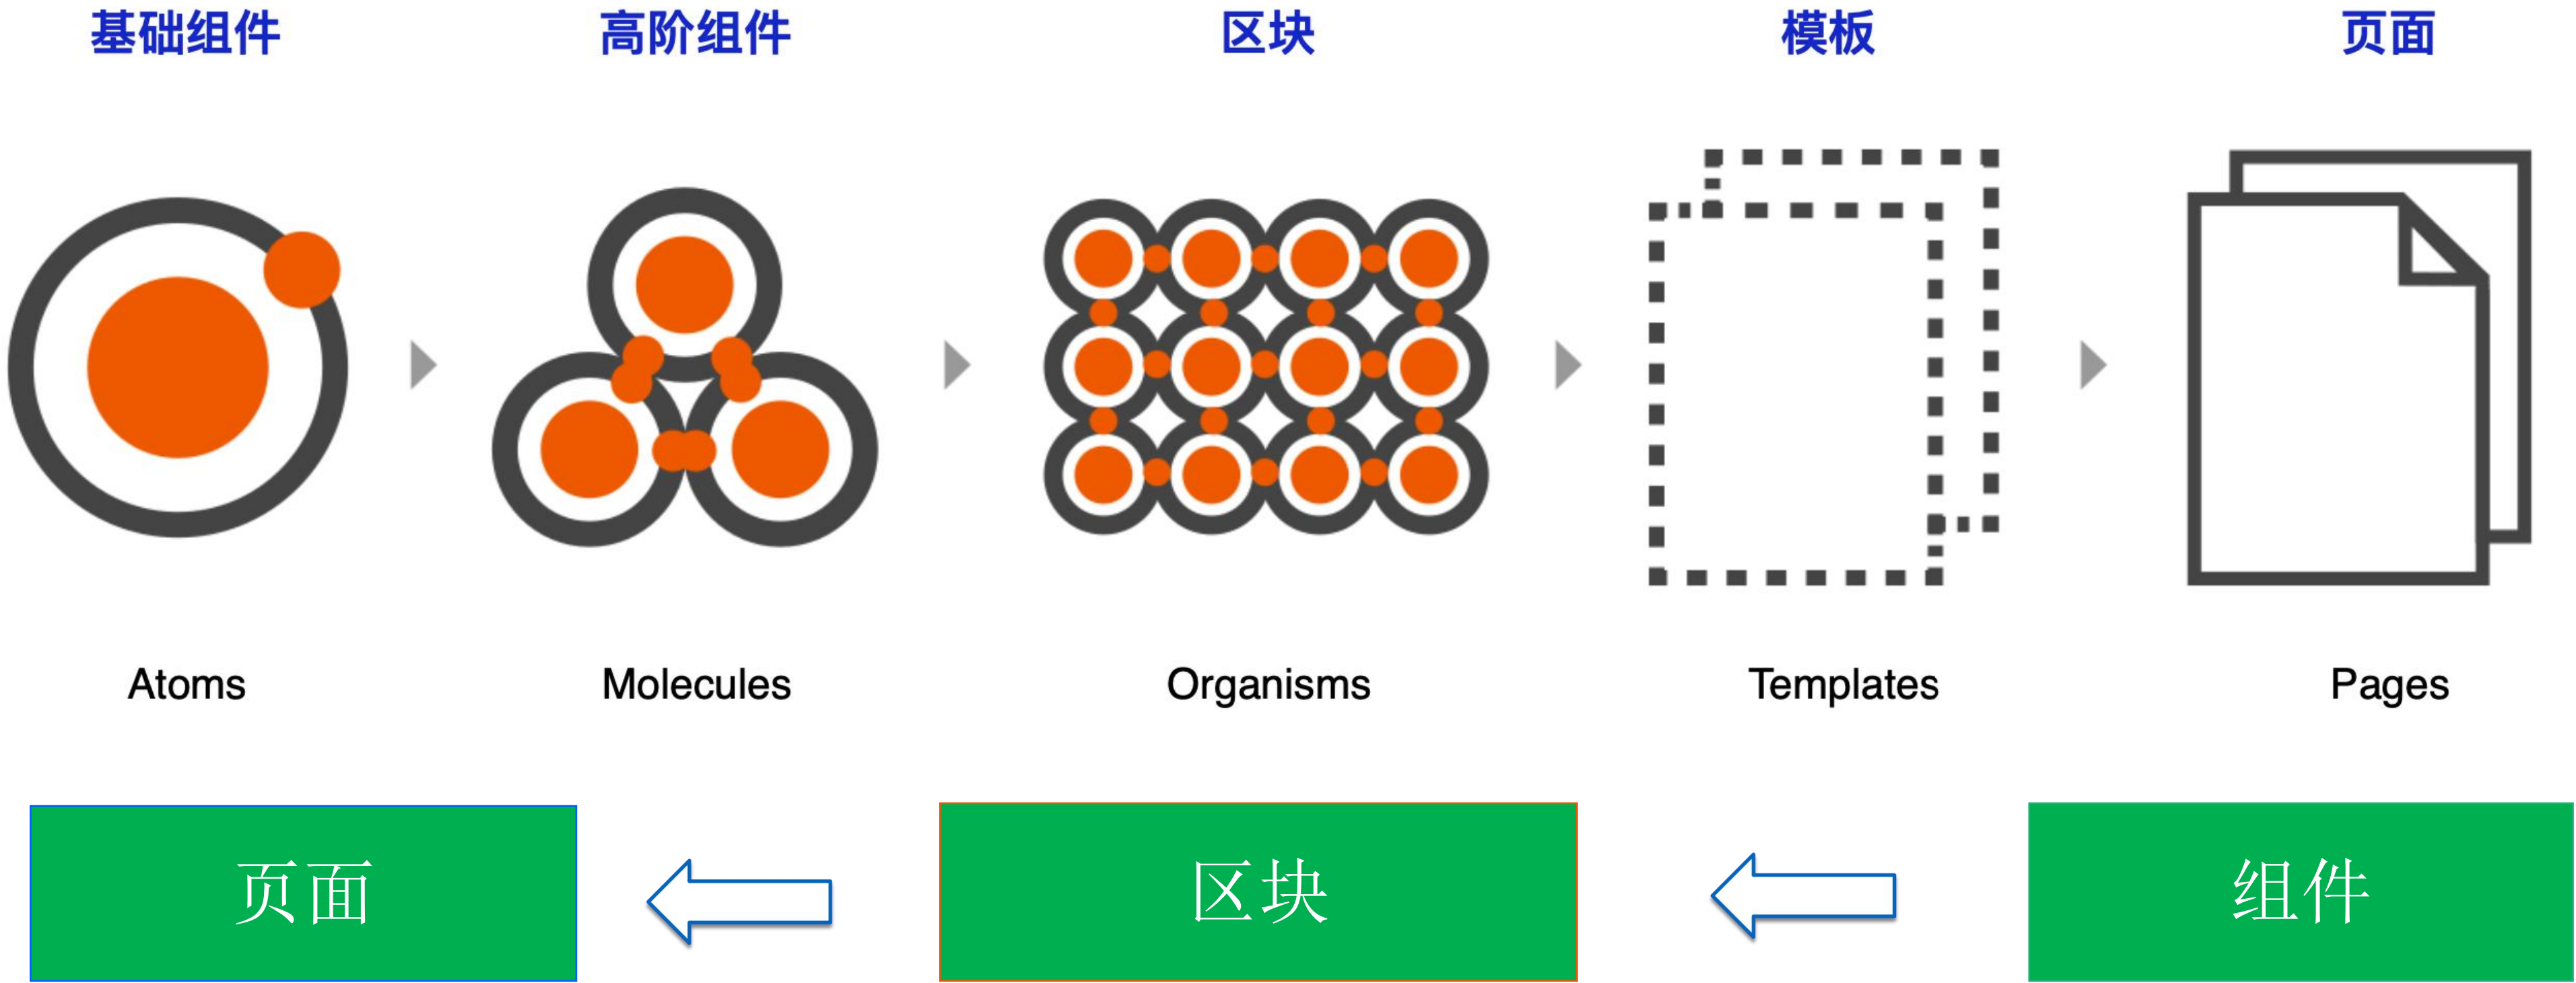 基础组件
高阶组件
区块
模板
页面
Atoms
Molecules
Organisms
Templates
Pages
页面
区块
组件